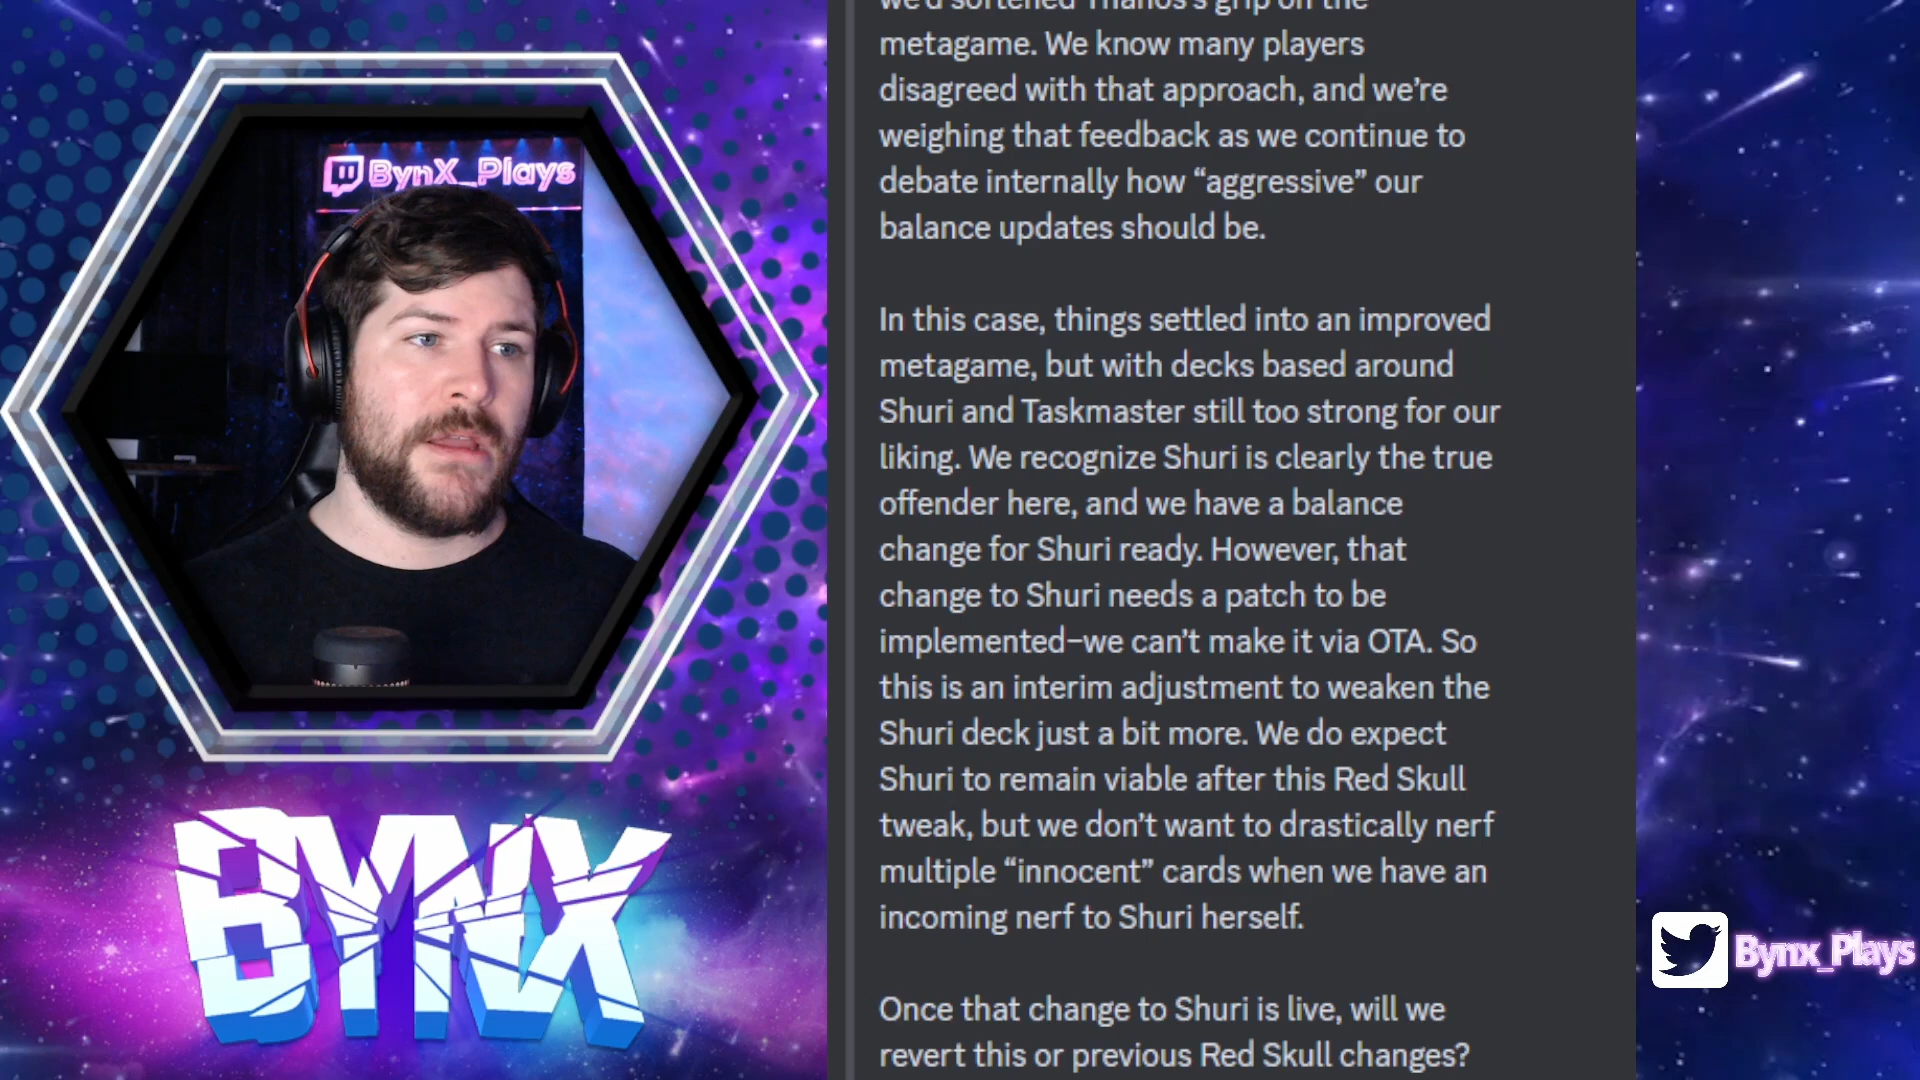 BynX_Plays
BYNX
we'd softened Thanos's grip on the
metagame. We know many players
disagreed with that approach, and we're
weighing that feedback as we continue to
debate internally how “aggressive” our
balance updates should be.
In this case, things settled into an improved
metagame, but with decks based around
Shuri and Taskmaster still too strong for our
liking. We recognize Shuri is clearly the true
offender here, and we have a balance
change for Shuri ready. However, that
change to Shuri needs a patch to be
implemented–we can't make it via OTA. So
this is an interim adjustment to weaken the
Shuri deck just a bit more. We do expect
Shuri to remain viable after this Red Skull
tweak, but we don't want to drastically nerf
multiple “innocent” cards when we have an
incoming nerf to Shuri herself.
Once that change to Shuri is live, will we
revert this or previous Red Skull changes?
Bynx_Plays